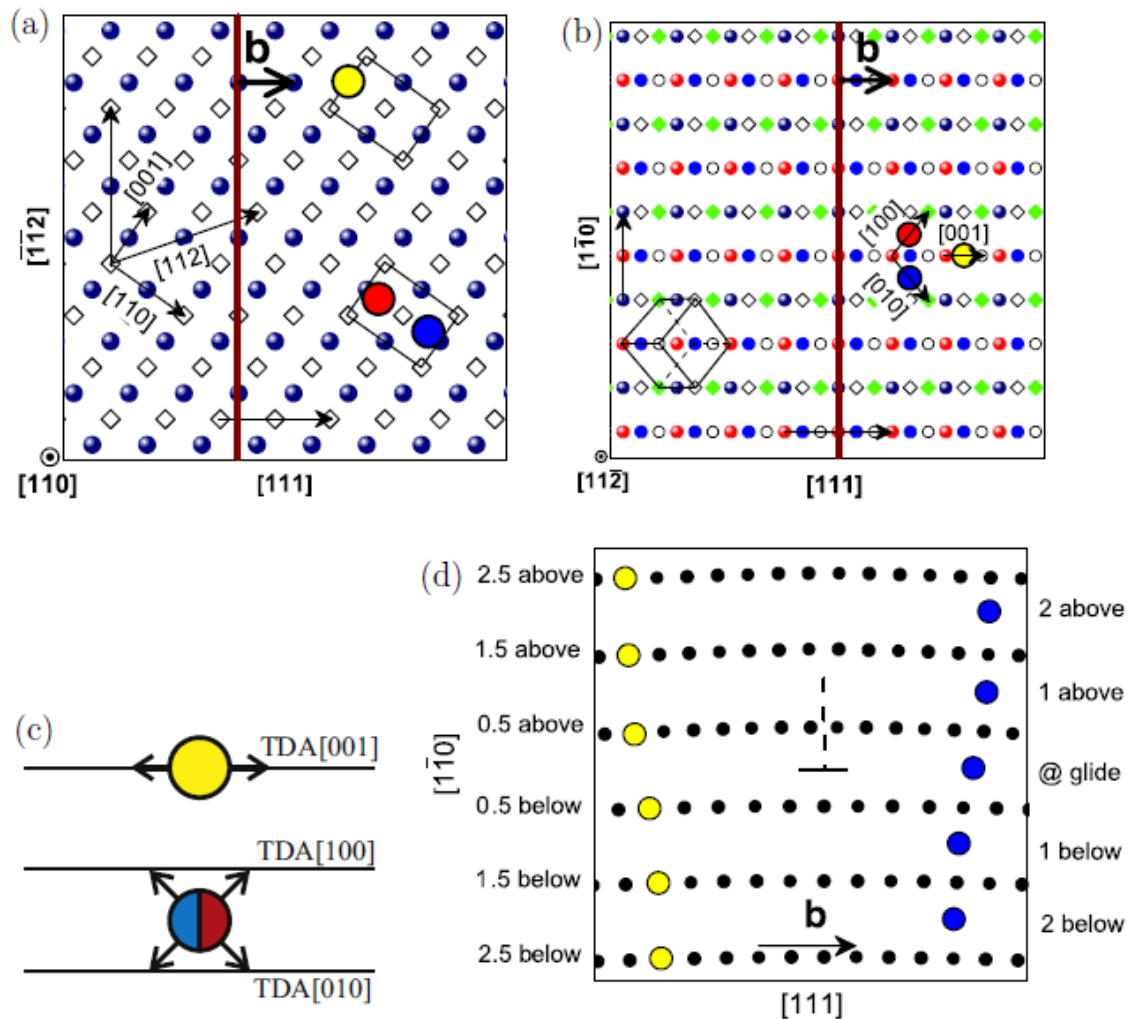 (a)
b
[001]
[112]
[11̄0]
[1̄1̄2]
[110]
[111]
(b)
b
[100]
[001]
[010]
[11̄0]
[112̄]
[111]
(c)
TDA[001]
TDA[100]
TDA[010]
(d)
2.5 above
2 above
1.5 above
1 above
0.5 above
@ glide
0.5 below
1 below
1.5 below
2 below
2.5 below
[11̄0]
b
[111]